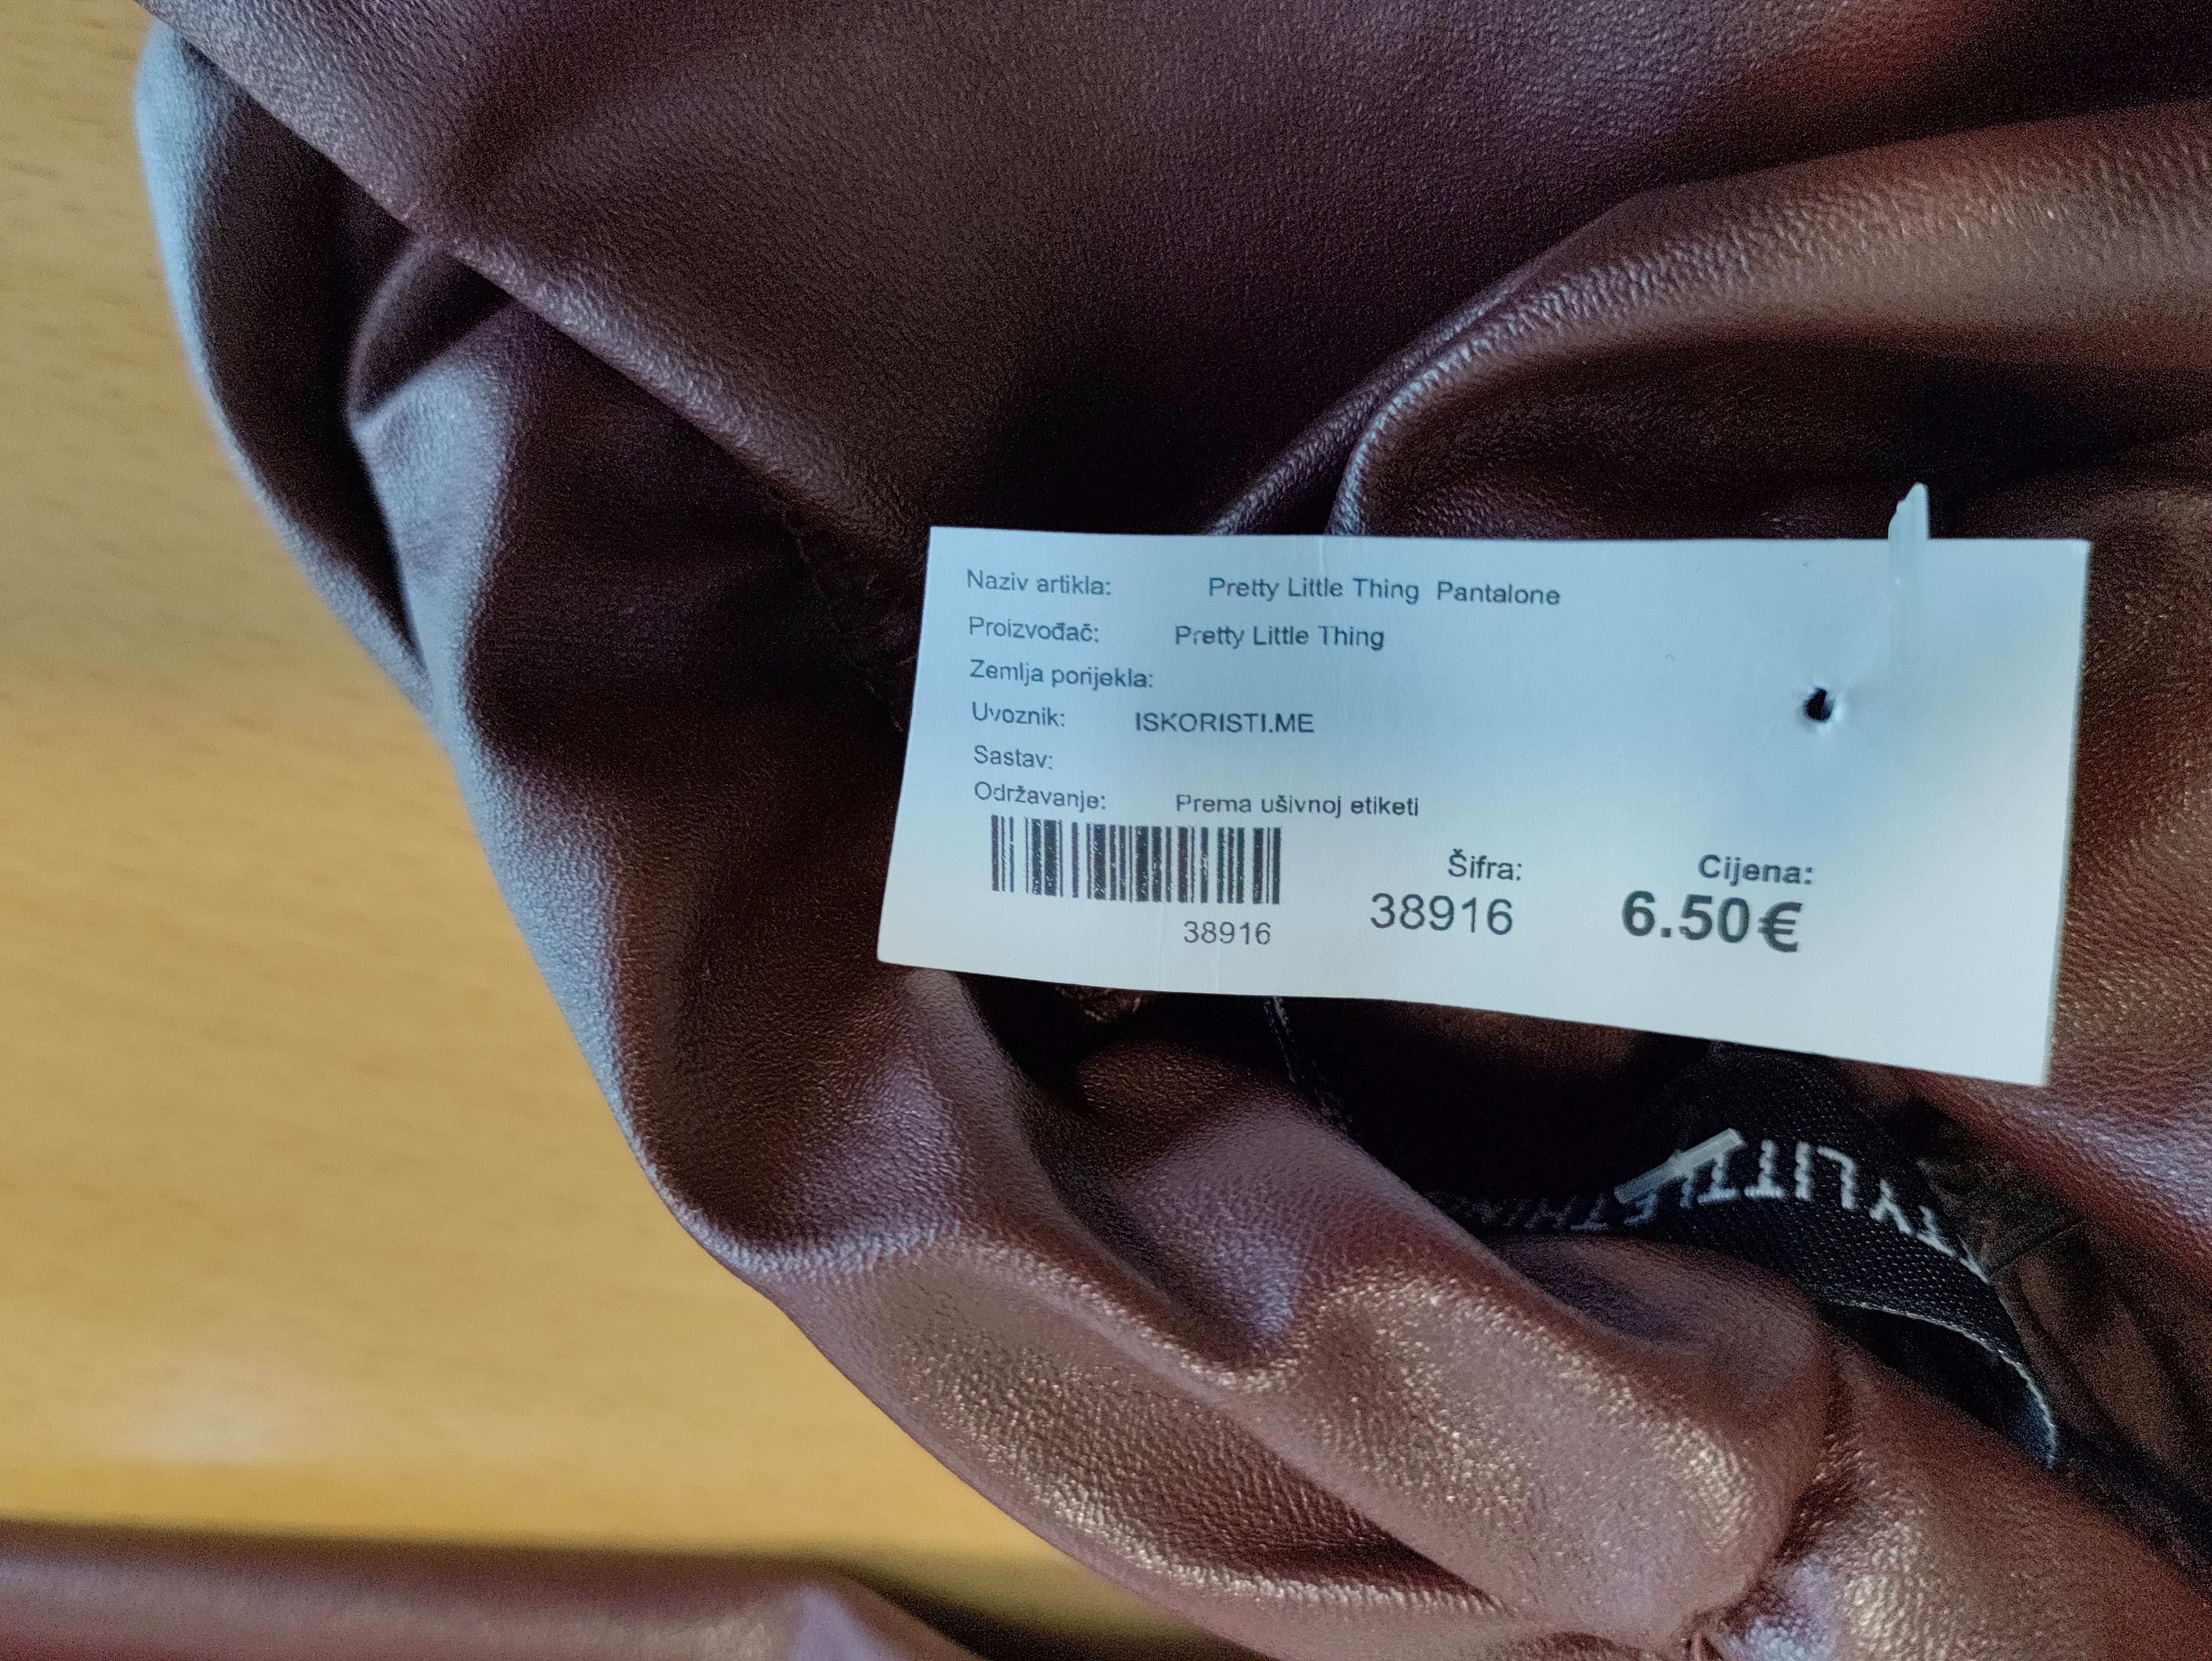 Naziv artikla: Pretty Little Thing Pantalone
Proizvođač: Pretty Little Thing
Zemlja porijekla:
Uvoznik: ISKORISTI.ME
Sastav:
Održavanje: Prema ušivnoj etiketi
38916
Šifra:
38916
Cijena:
6.50€